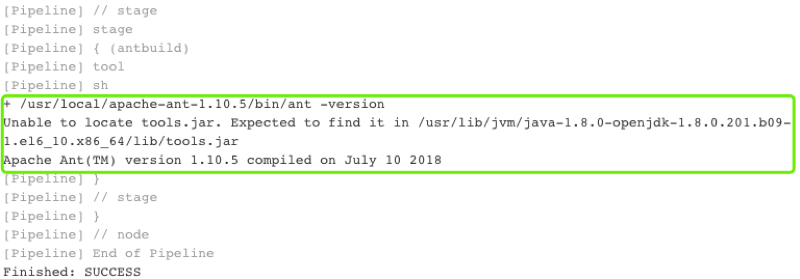 [Pipeline] // stage
[Pipeline] stage
[Pipeline] { (antbuild)
[Pipeline] tool
[Pipeline] sh
+ /usr/local/apache-ant-1.10.5/bin/ant -version
Unable to locate tools.jar. Expected to find it in /usr/lib/jvm/java-1.8.0-openjdk-1.8.0.201.b09-
1.el6_10.x86_64/lib/tools.jar
Apache Ant(TM) version 1.10.5 compiled on July 10 2018
[Pipeline] }
[Pipeline] // stage
[Pipeline] }
[Pipeline] // node
[Pipeline] End of Pipeline
Finished: SUCCESS